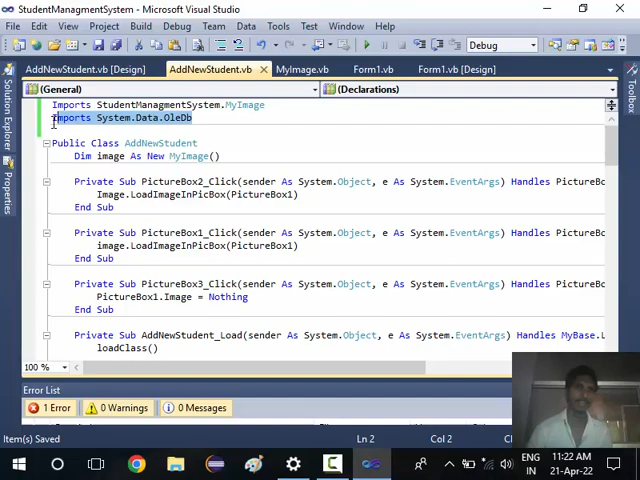 StudentManagmentSystem - Microsoft Visual Studio
File Edit View Project Build Debug Team Data Tools Test Window Help
Debug
AddNewStudent.vb [Design] AddNewStudent.vb MyImage.vb Form1.vb Form1.vb [Design]
(General) (Declarations)
Solution Explorer
Properties
Toolbox
Imports StudentManagmentSystem.MyImage
Imports System.Data.OleDb
Public Class AddNewStudent
Dim image As New MyImage()
Private Sub PictureBox2_Click(sender As System.Object, e As System.EventArgs) Handles PictureBo
image.LoadImageInPicBox(PictureBox1)
End Sub
Private Sub PictureBox1_Click(sender As System.Object, e As System.EventArgs) Handles PictureBo
image.LoadImageInPicBox(PictureBox1)
End Sub
Private Sub PictureBox3_Click(sender As System.Object, e As System.EventArgs) Handles PictureBo
PictureBox1.Image = Nothing
End Sub
Private Sub AddNewStudent_Load(sender As System.Object, e As System.EventArgs) Handles MyBase.L
loadClass()
100 %
Error List
1 Error 0 Warnings 0 Messages
Item(s) Saved Ln 2 Col 2
ENG 11:22 AM
IN 21-Apr-22